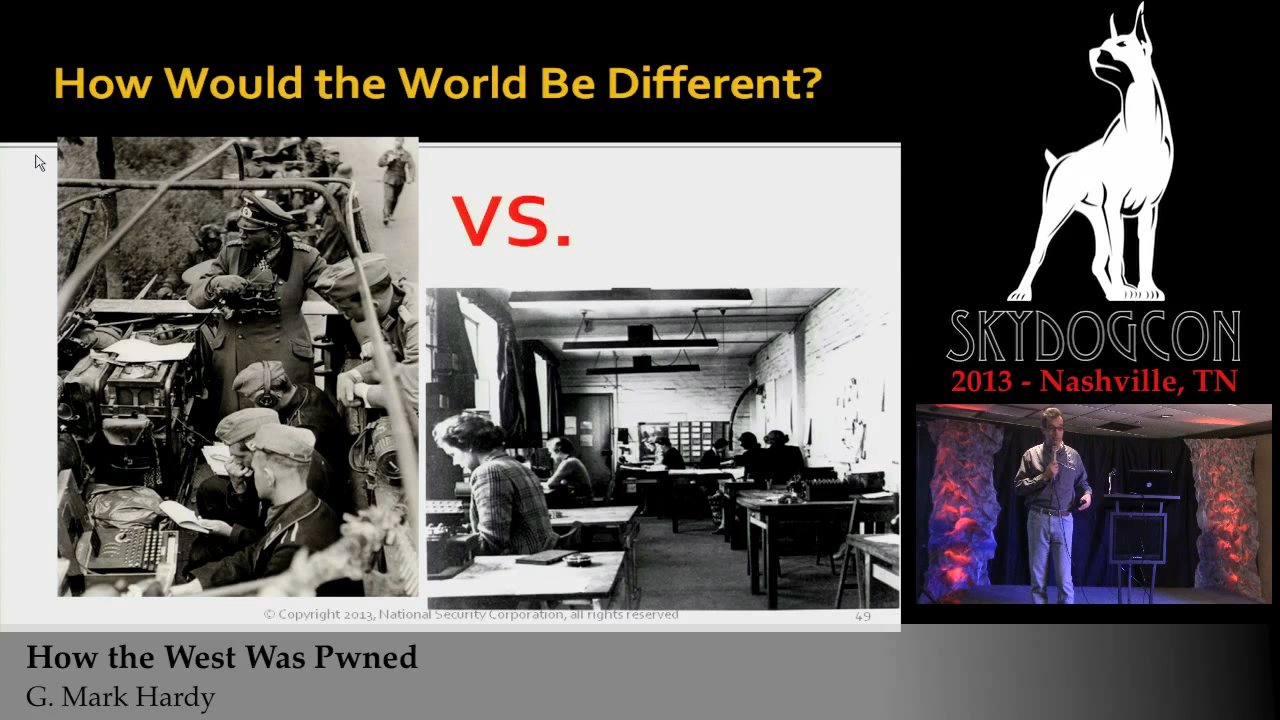 How Would the World Be Different?
vs.
© Copyright 2013, National Security Corporation, all rights reserved
49
SKYDOGCON
2013 - Nashville, TN
How the West Was Pwned
G. Mark Hardy